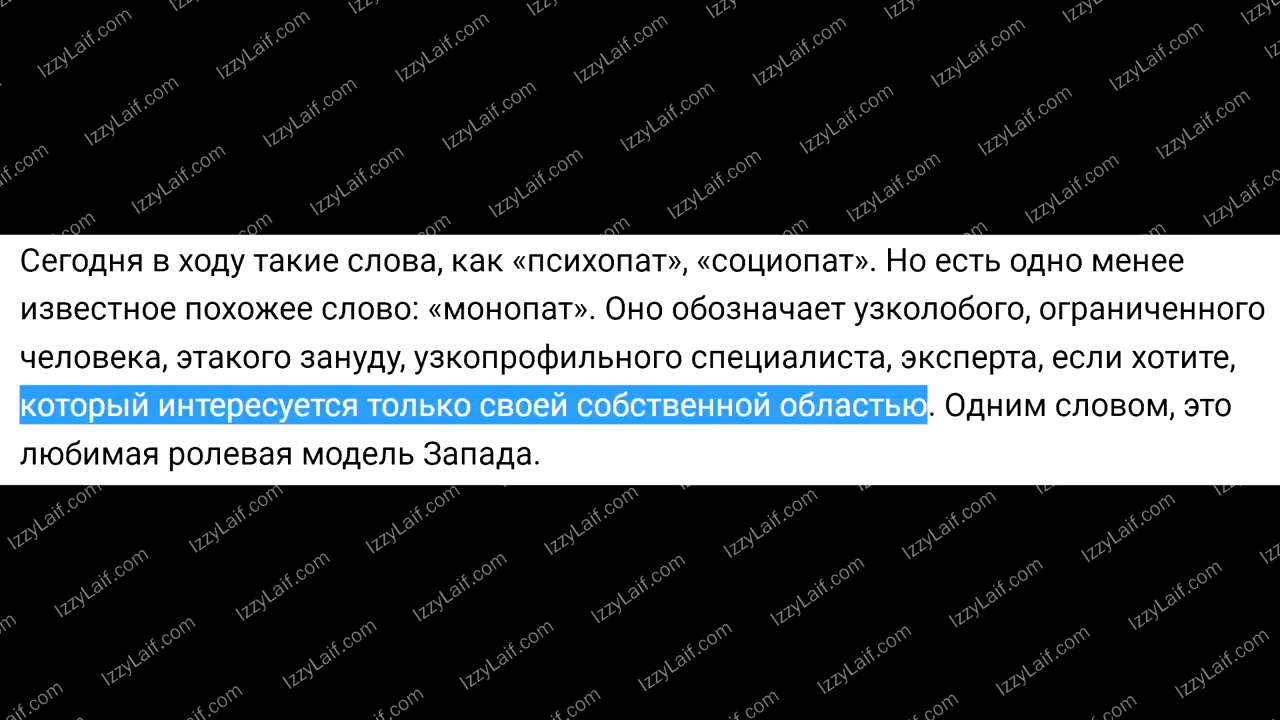 Сегодня в ходу такие слова, как «психопат», «социопат». Но есть одно менее
известное похожее слово: «монопат». Оно обозначает узколобого, ограниченного
человека, этакого зануду, узкопрофильного специалиста, эксперта, если хотите,
который интересуется только своей собственной областью. Одним словом, это
любимая ролевая модель Запада.
IzzyLaif.com